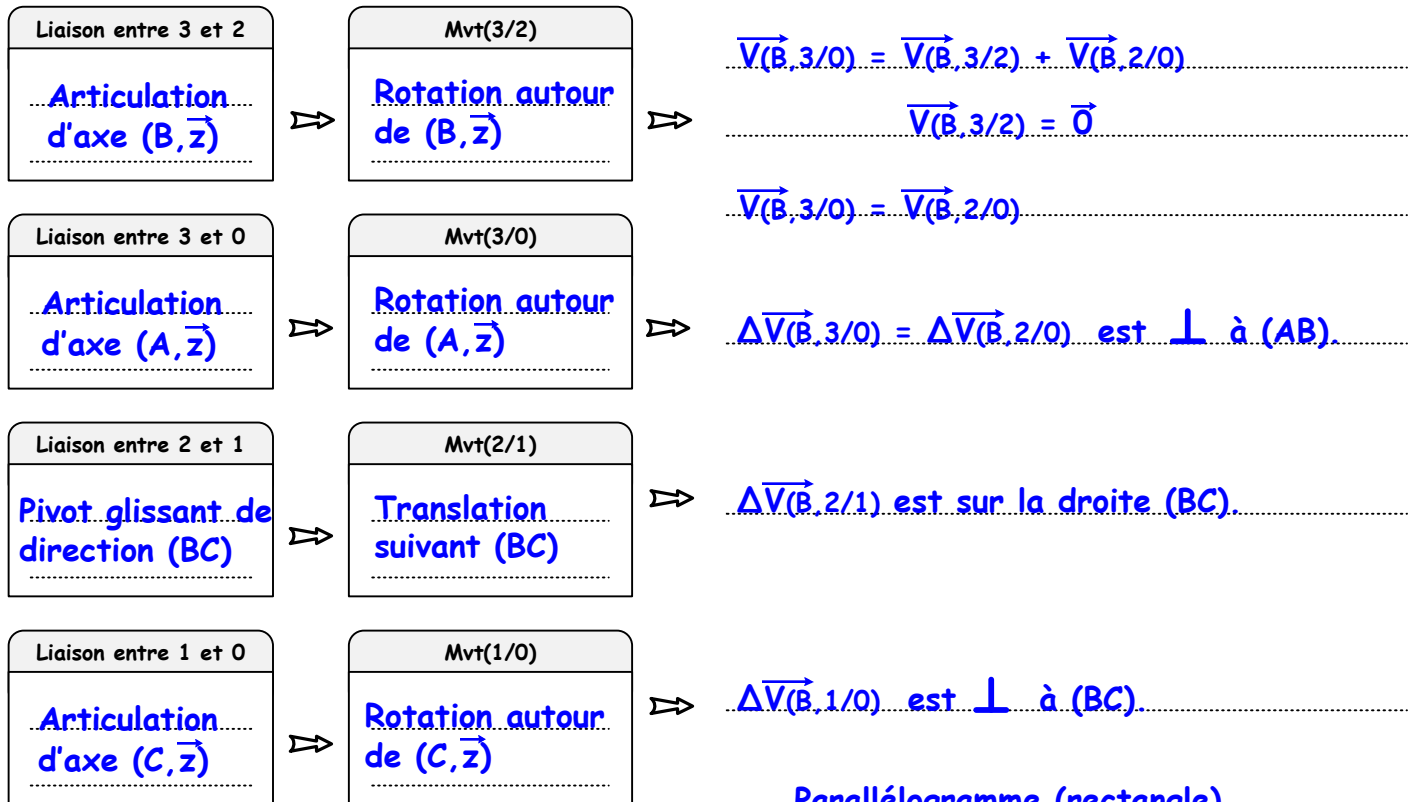 Liaison entre 3 et 2
Articulation
d'axe (B,z⃗)
Mvt(3/2)
Rotation autour
de (B,z⃗)
V(B,3/0)⃗ = V(B,3/2)⃗ + V(B,2/0)⃗
V(B,3/2)⃗ = 0⃗
V(B,3/0)⃗ = V(B,2/0)⃗
Liaison entre 3 et 0
Articulation
d'axe (A,z⃗)
Mvt(3/0)
Rotation autour
de (A,z⃗)
ΔV(B,3/0)⃗ = ΔV(B,2/0)⃗ est ⊥ à (AB).
Liaison entre 2 et 1
Pivot glissant de
direction (BC)
Mvt(2/1)
Translation
suivant (BC)
ΔV(B,2/1)⃗ est sur la droite (BC).
Liaison entre 1 et 0
Articulation
d'axe (C,z⃗)
Mvt(1/0)
Rotation autour
de (C,z⃗)
ΔV(B,1/0)⃗ est ⊥ à (BC).
Parallélogramme (rectangle)